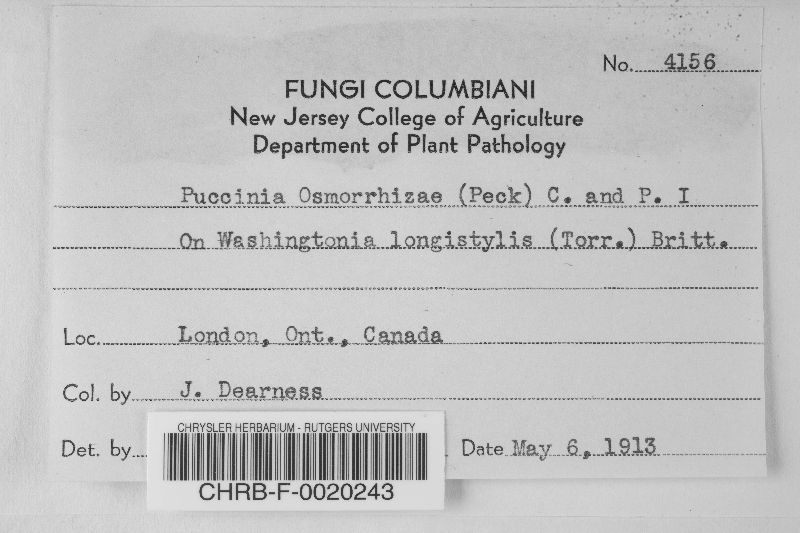 No. 4156
FUNGI COLUMBIANI
New Jersey College of Agriculture
Department of Plant Pathology
Puccinia Osmorrhizae (Peck) C. and P. I
On Washingtonia longistylis (Torr.) Britt.
Loc. London, Ont., Canada
Col. by J. Dearness
Det. by
Date May 6, 1913
CHRYSLER HERBARIUM - RUTGERS UNIVERSITY
CHRB-F-0020243